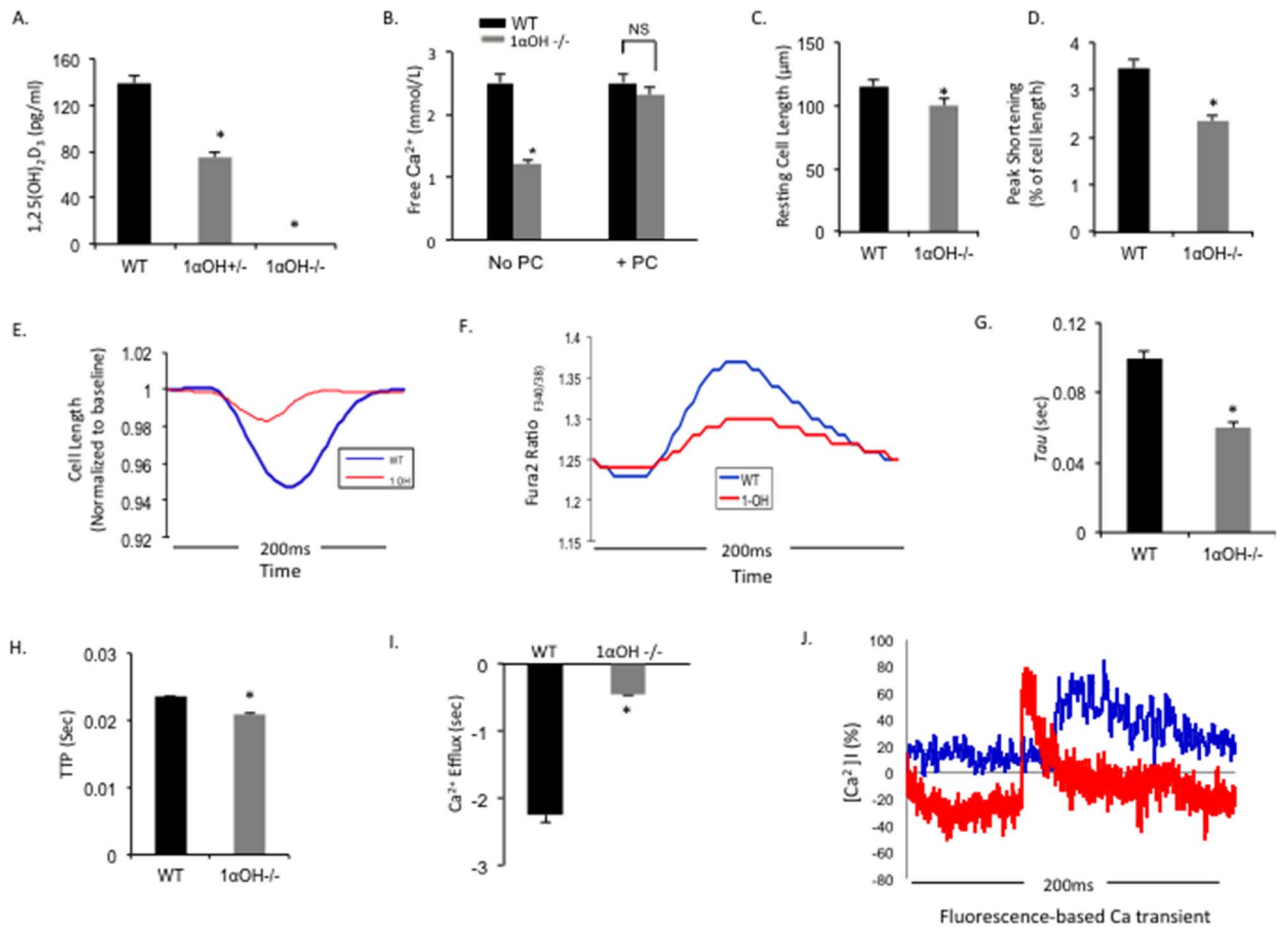 A.
1,25(OH)2D3 (pg/ml)
160
120
80
40
0
*
*
WT
1αOH+/-
1αOH-/-
B.
WT
1αOH -/-
Free Ca2+ (mmol/L)
3
2
1
0
*
NS
No PC
+ PC
C.
Resting Cell Length (μm)
150
100
50
0
*
WT
1αOH-/-
D.
Peak Shortening
(% of cell length)
4
3
2
1
0
*
WT
1αOH-/-
E.
Cell Length
(Normalized to baseline)
1.02
1
0.98
0.96
0.94
0.92
WT
1-OH
200ms
Time
F.
Fura2 Ratio F340/38)
1.4
1.35
1.3
1.25
1.2
1.15
WT
1-OH
200ms
Time
G.
Tau (sec)
0.12
0.08
0.04
0
*
WT
1αOH-/-
H.
TTP (Sec)
0.03
0.02
0.01
0
*
WT
1αOH-/-
I.
WT
1αOH -/-
Ca2+ Efflux (sec)
0
-1
-2
-3
*
J.
[Ca2]I (%)
100
80
60
40
20
0
-20
-40
-60
-80
200ms
Fluorescence-based Ca transient